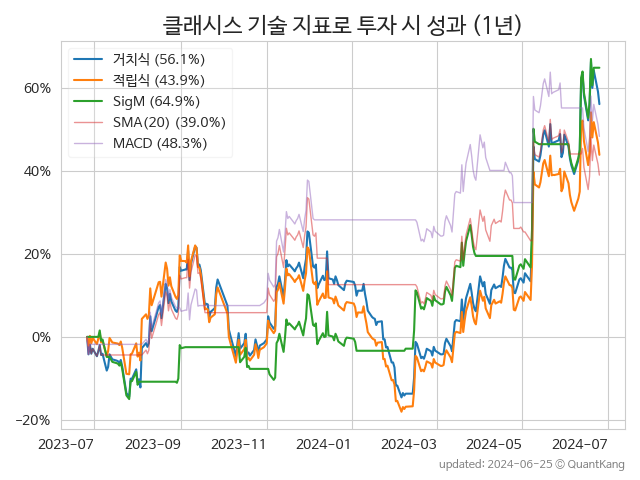 클래시스 기술 지표로 투자 시 성과 (1년)
거치식 (56.1%)
적립식 (43.9%)
SigM (64.9%)
SMA(20) (39.0%)
MACD (48.3%)
60%
40%
20%
0%
−20%
2023-07 2023-09 2023-11 2024-01 2024-03 2024-05 2024-07
updated: 2024-06-25 © QuantKang